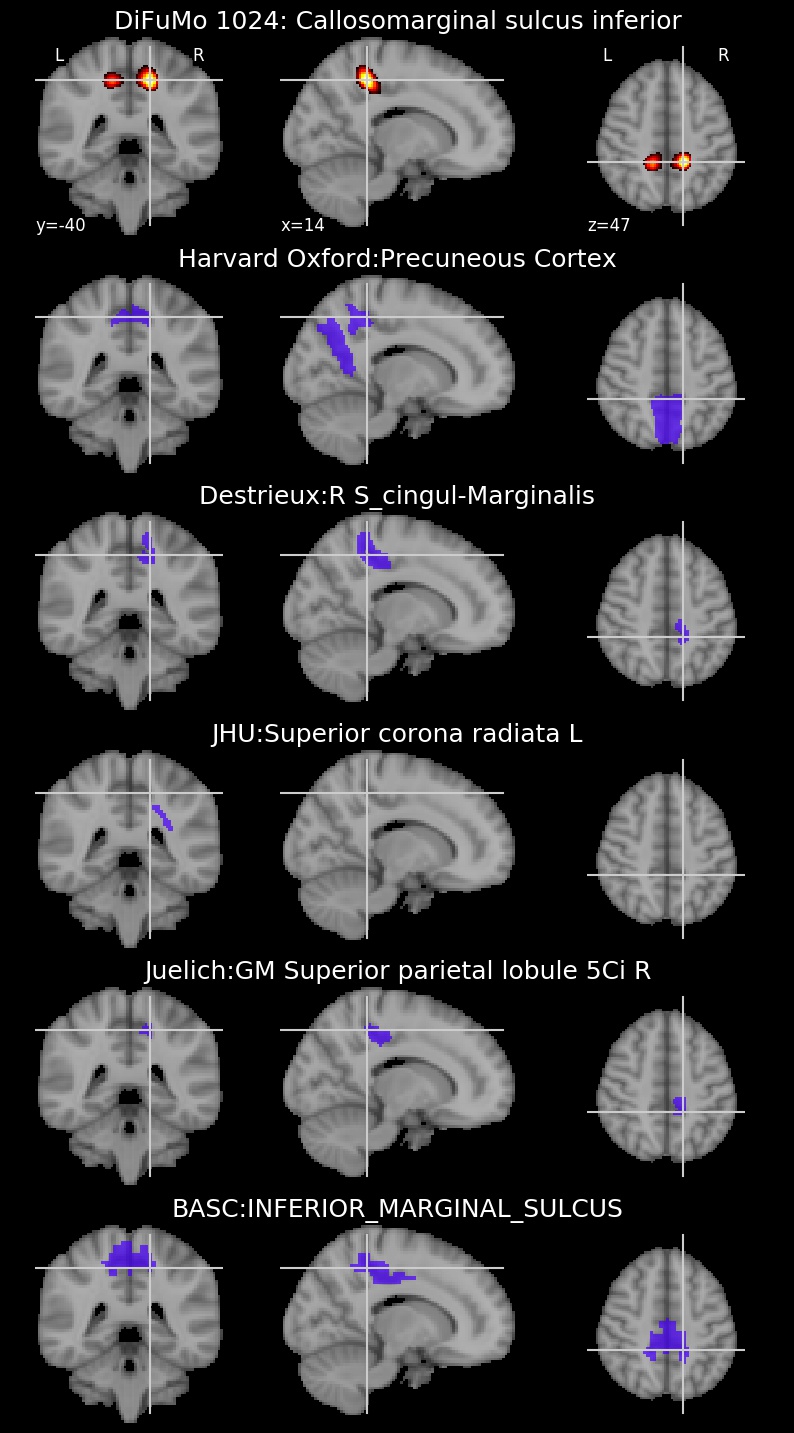 DiFuMo 1024: Callosomarginal sulcus inferior
L R L R
y=-40 x=14 z=47
Harvard Oxford:Precuneous Cortex
Destrieux:R S_cingul-Marginalis
JHU:Superior corona radiata L
Juelich:GM Superior parietal lobule 5Ci R
BASC:INFERIOR_MARGINAL_SULCUS